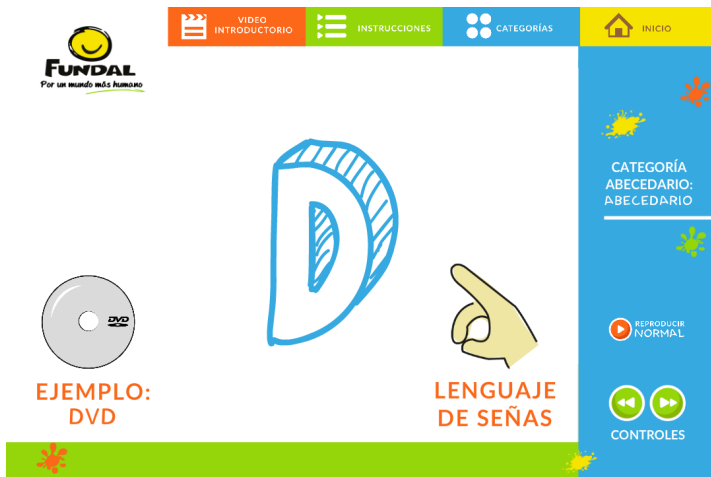 VIDEO
INTRODUCTORIO
INSTRUCCIONES
CATEGORÍAS
INICIO
FUNDAL
Por un mundo más humano
CATEGORÍA
ABECEDARIO:
ABECEDARIO
D
DVD
REPRODUCIR
NORMAL
EJEMPLO:
DVD
LENGUAJE
DE SEÑAS
CONTROLES